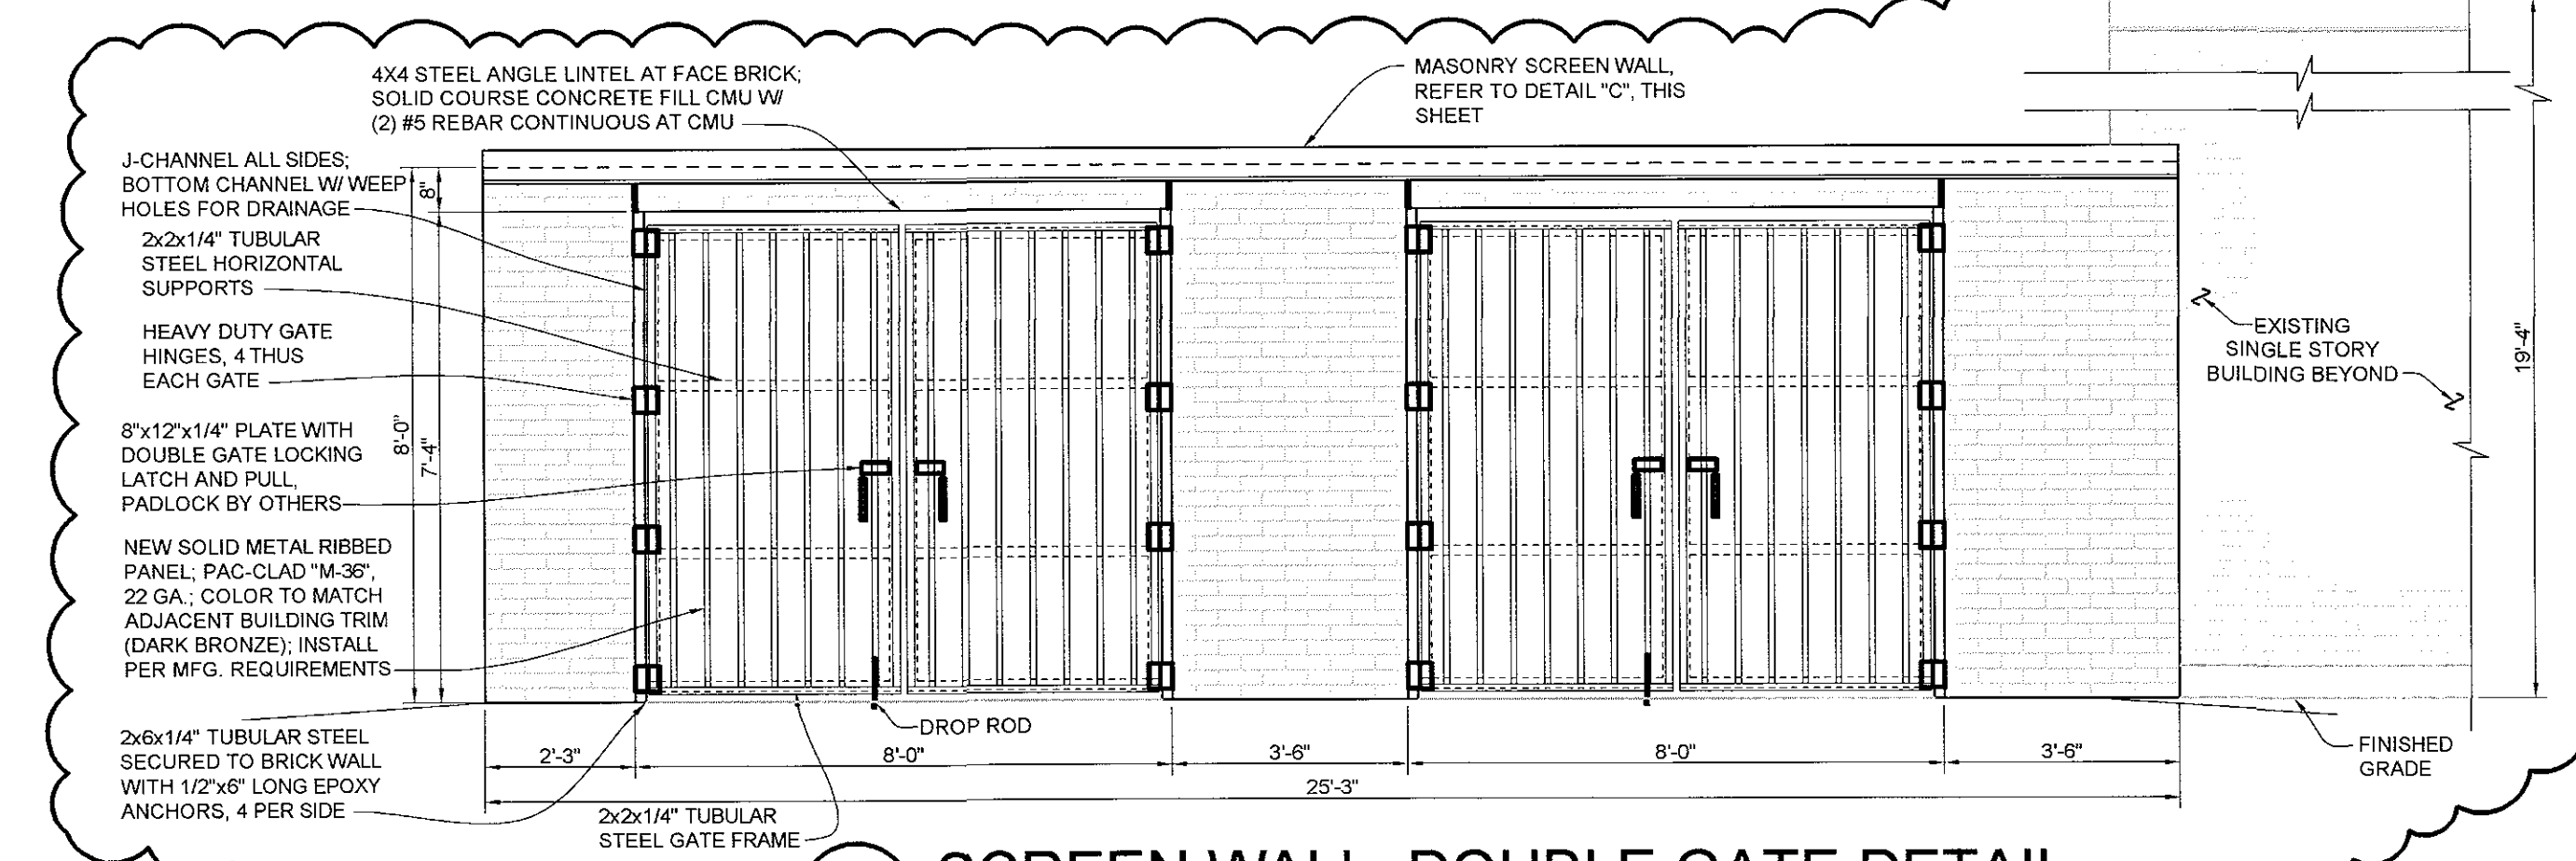 4X4 STEEL ANGLE LINTEL AT FACE BRICK;
SOLID COURSE CONCRETE FILL CMU W/
(2) #5 REBAR CONTINUOUS AT CMU
MASONRY SCREEN WALL,
REFER TO DETAIL "C", THIS
SHEET
J-CHANNEL ALL SIDES;
BOTTOM CHANNEL W/ WEEP
HOLES FOR DRAINAGE
8"
2x2x1/4" TUBULAR
STEEL HORIZONTAL
SUPPORTS
HEAVY DUTY GATE
HINGES, 4 THUS
EACH GATE
8"x12"x1/4" PLATE WITH
DOUBLE GATE LOCKING
LATCH AND PULL,
PADLOCK BY OTHERS
8'-0"
7'-4"
NEW SOLID METAL RIBBED
PANEL; PAC-CLAD "M-36",
22 GA.; COLOR TO MATCH
ADJACENT BUILDING TRIM
(DARK BRONZE); INSTALL
PER MFG. REQUIREMENTS
2x6x1/4" TUBULAR STEEL
SECURED TO BRICK WALL
WITH 1/2"x6" LONG EPOXY
ANCHORS, 4 PER SIDE
EXISTING
SINGLE STORY
BUILDING BEYOND
19'-4"
DROP ROD
2'-3"
8'-0"
3'-6"
8'-0"
3'-6"
25'-3"
FINISHED
GRADE
2x2x1/4" TUBULAR
STEEL GATE FRAME
SCREEN WALL DOUBLE GATE DETAIL